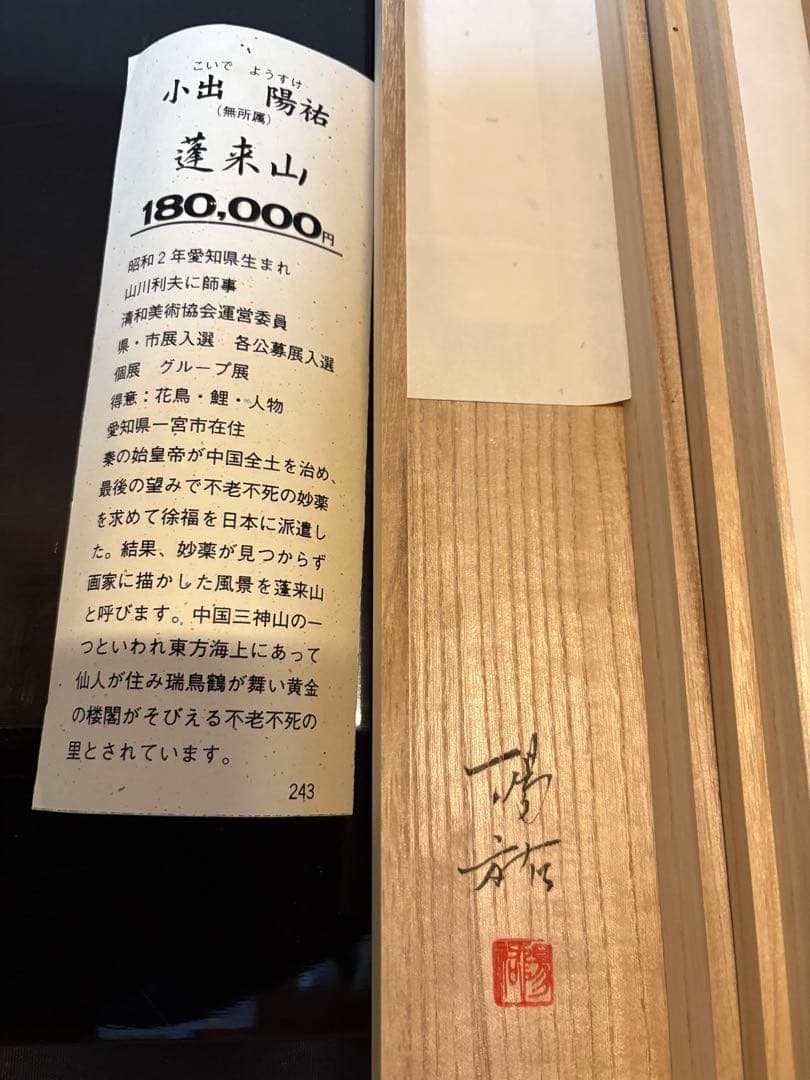 こいで ようすけ
小出 陽祐
(無所属)
蓬来山
180,000円
昭和2年愛知県生まれ
山川利夫に師事
清和美術協会運営委員
県・市展入選 各公募展入選
個展 グループ展
得意：花鳥・鯉・人物
愛知県一宮市在住
秦の始皇帝が中国全土を治め、
最後の望みで不老不死の妙薬
を求めて徐福を日本に派遣し
た。結果、妙薬が見つからず
画家に描かした風景を蓬来山
と呼びます。中国三神山の一
つといわれ東方海上にあって
仙人が住み瑞鳥鶴が舞い黄金
の楼閣がそびえる不老不死の
里とされています。
243
陽
祐
陽祐